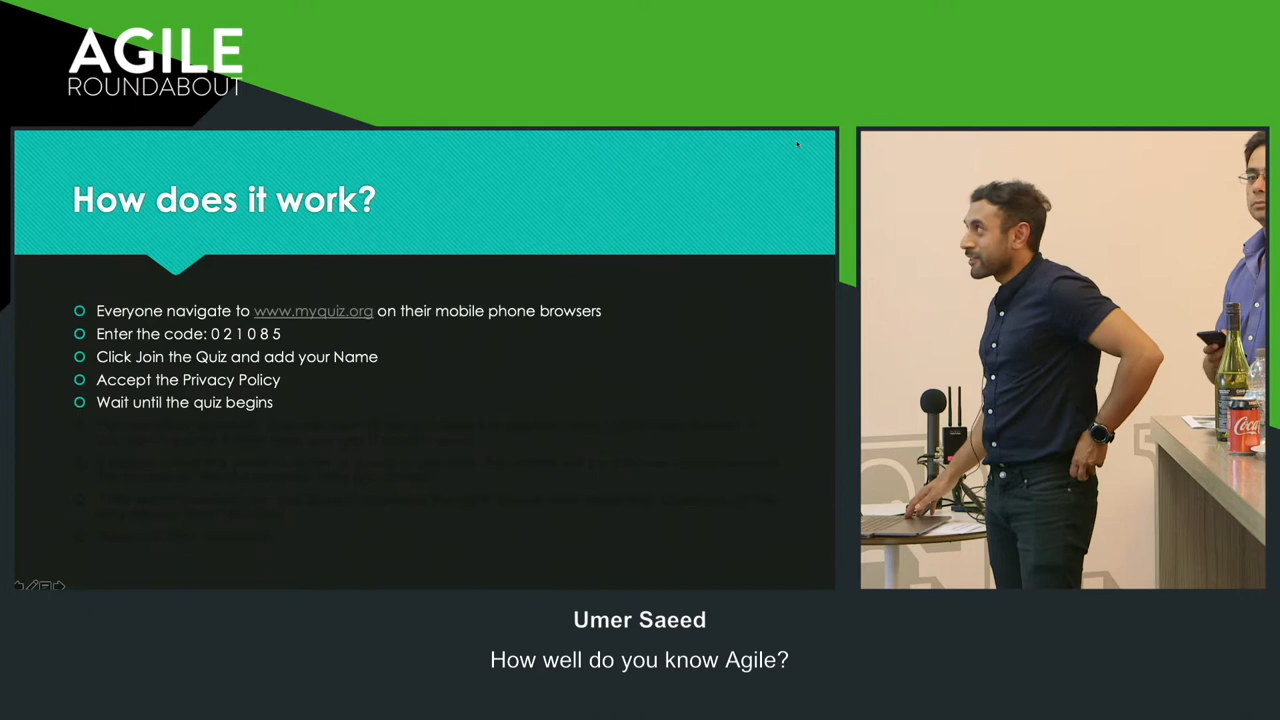 AGILE
ROUNDABOUT
How does it work?
Everyone navigate to www.myquiz.org on their mobile phone browsers
Enter the code: 0 2 1 0 8 5
Click Join the Quiz and add your Name
Accept the Privacy Policy
Wait until the quiz begins
Coca
Umer Saeed
How well do you know Agile?